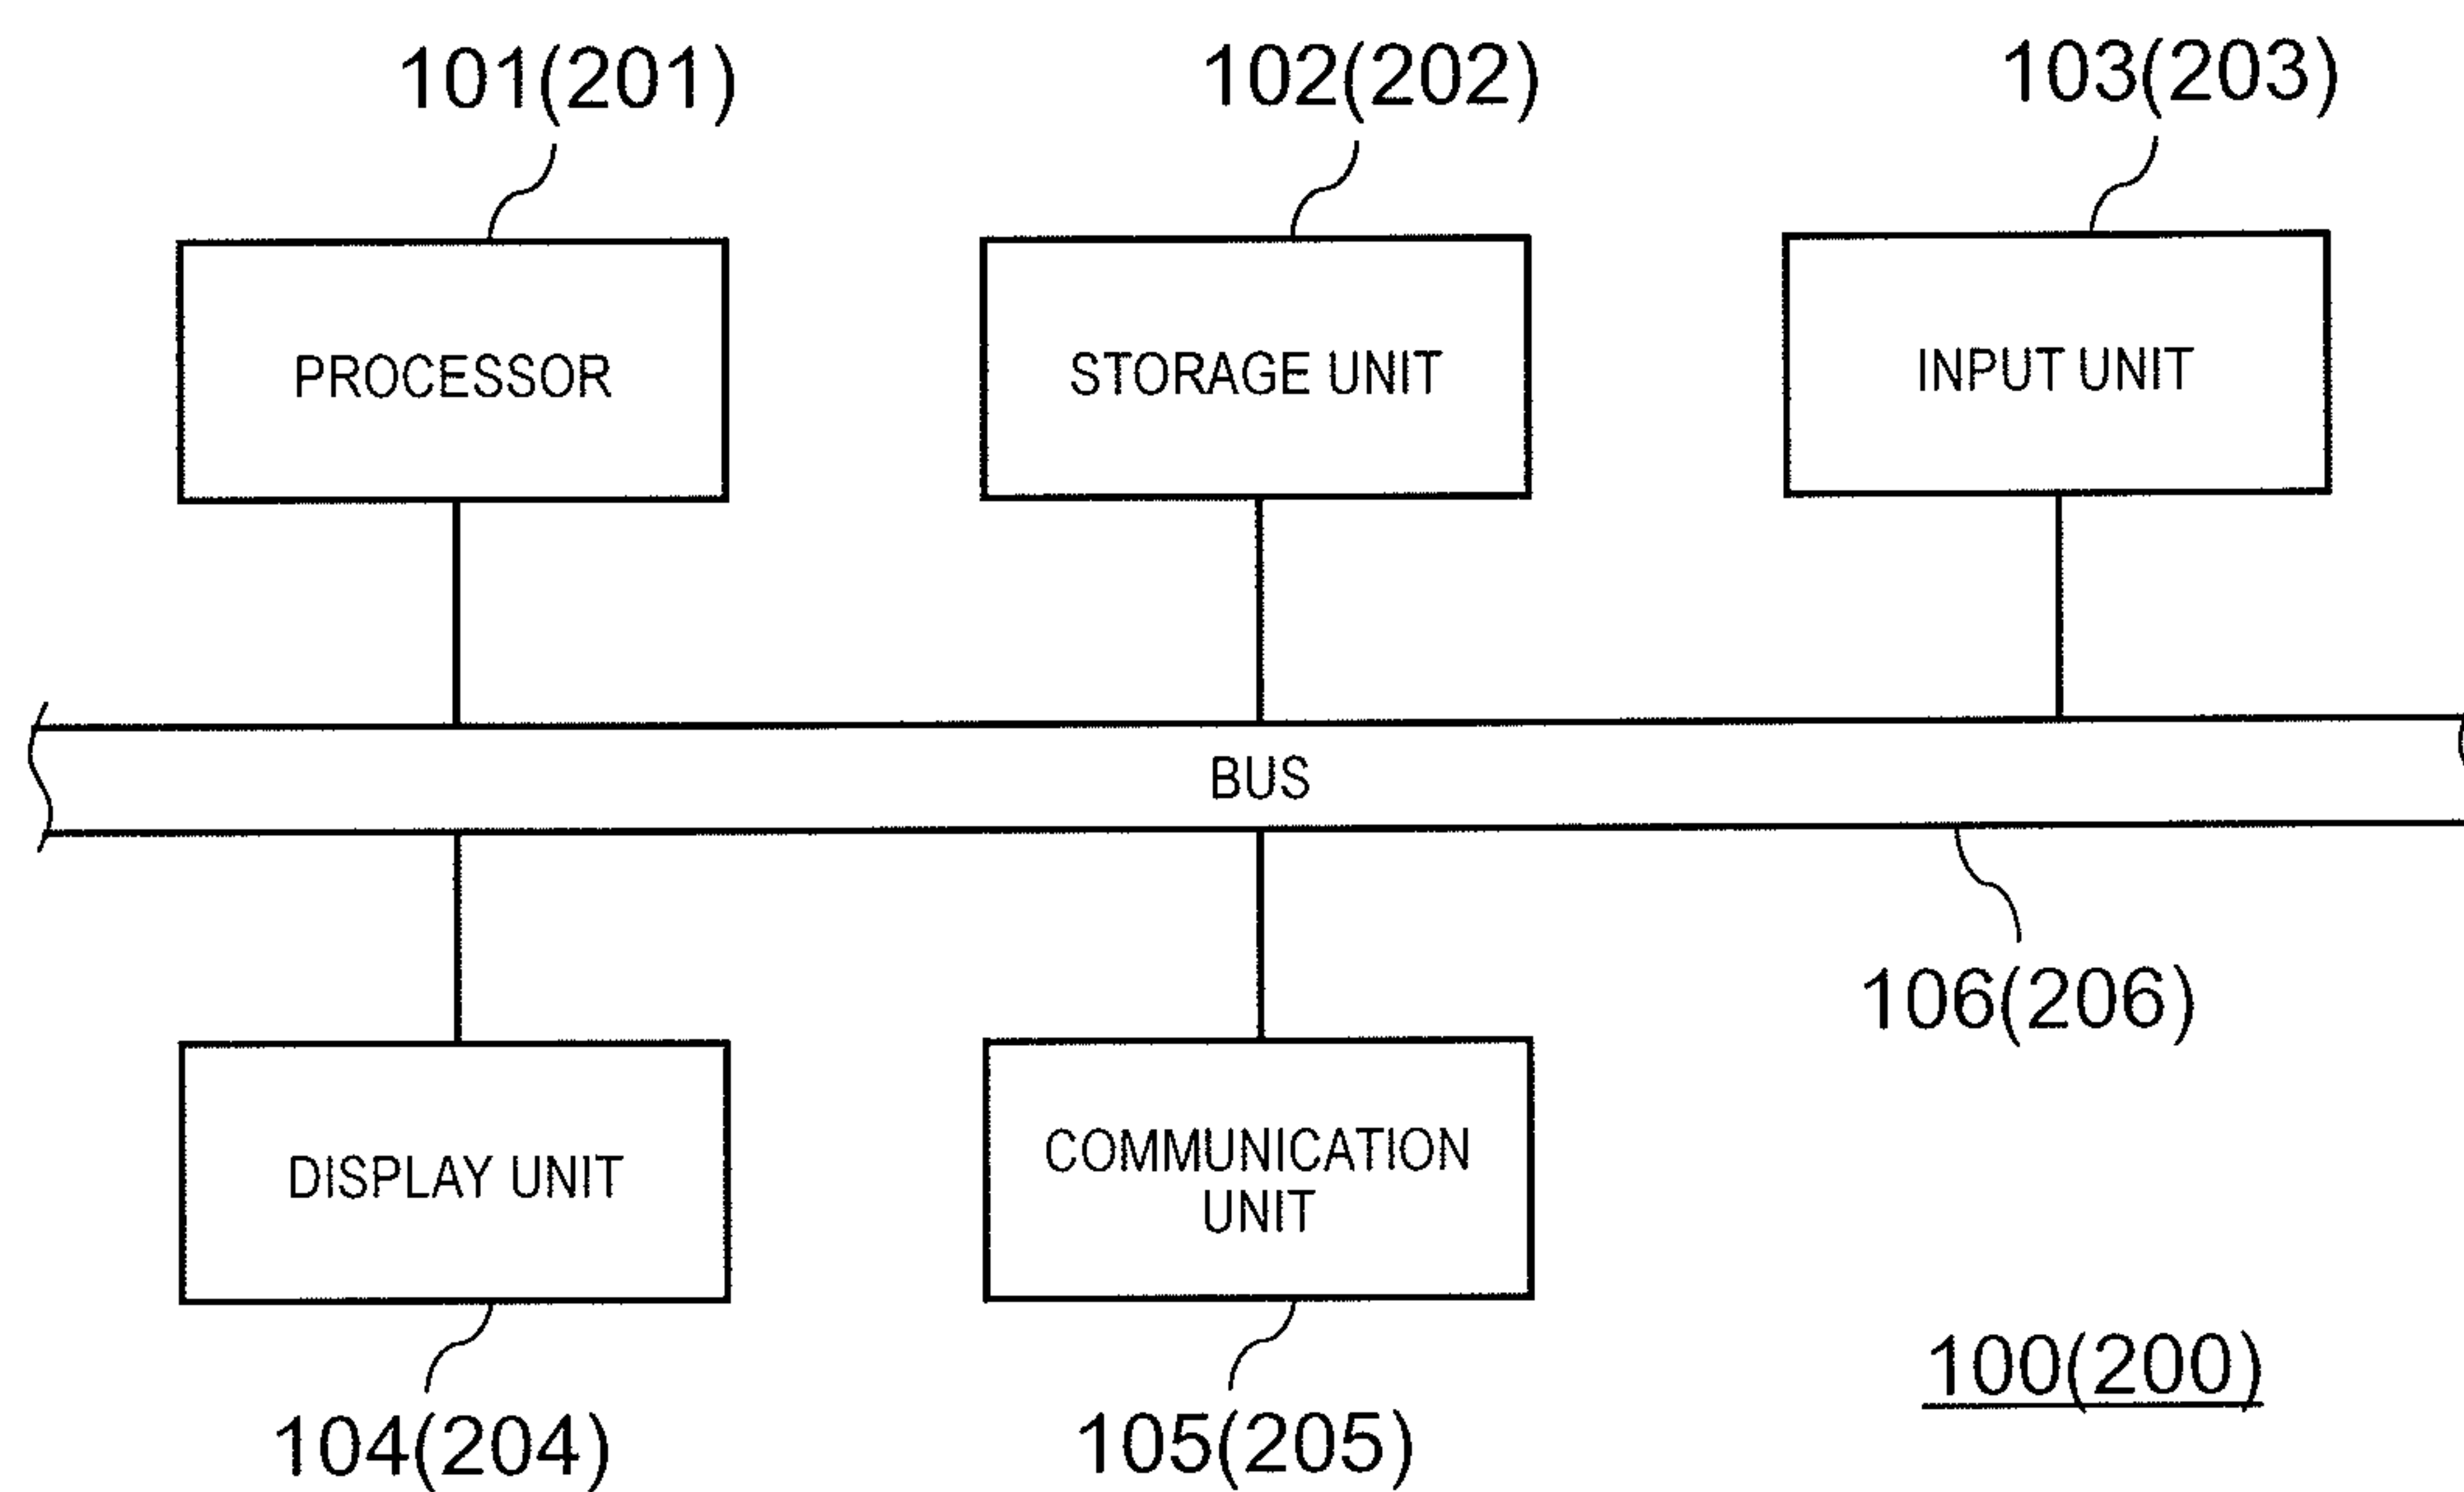 101(201)
102(202)
103(203)
PROCESSOR
STORAGE UNIT
INPUT UNIT
BUS
106(206)
DISPLAY UNIT
COMMUNICATION
UNIT
100(200)
104(204)
105(205)